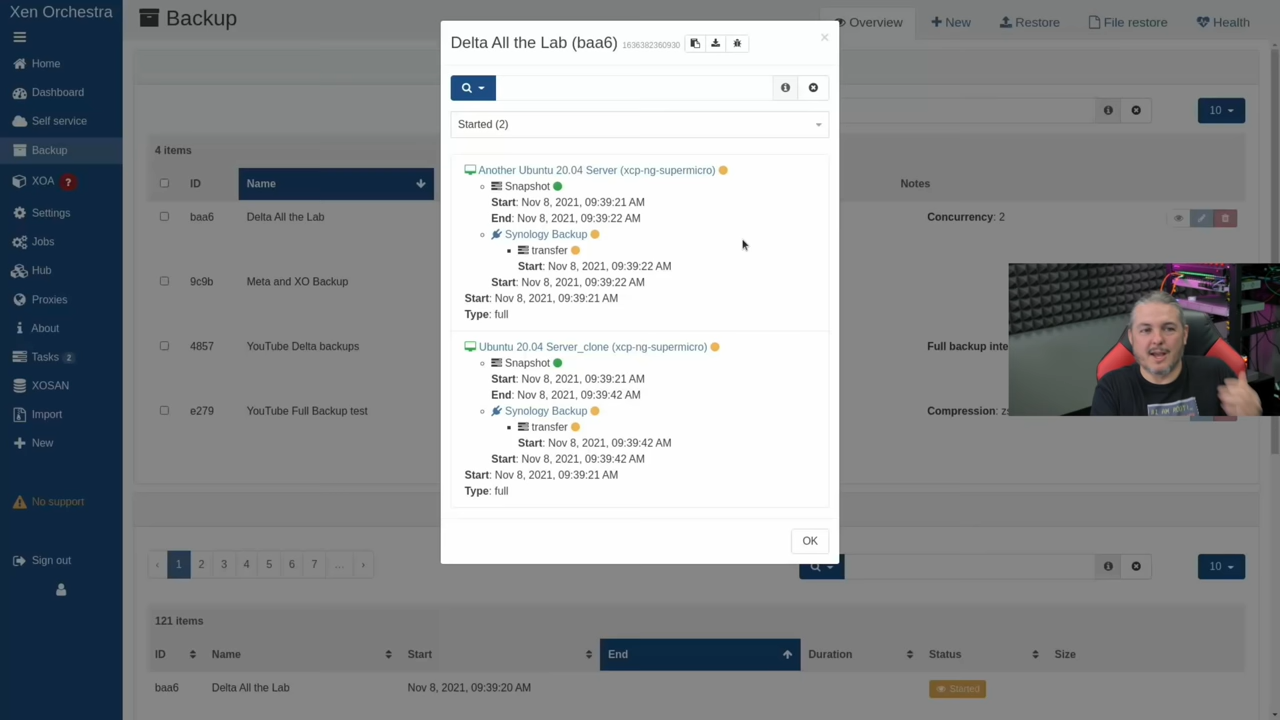 Xen Orchestra
Home
Dashboard
Self service
Backup
XOA ?
Settings
Jobs
Hub
Proxies
About
Tasks 2
XOSAN
Import
New
No support
Sign out
Backup
Overview
New
Restore
File restore
Health
10
4 items
ID
Name
Notes
baa6
Delta All the Lab
Concurrency: 2
9c9b
Meta and XO Backup
4857
YouTube Delta backups
Full backup inte
e279
YouTube Full Backup test
Compression:
Delta All the Lab (baa6) 1636382360930
×
Started (2)
Another Ubuntu 20.04 Server (xcp-ng-supermicro)
Snapshot
Start: Nov 8, 2021, 09:39:21 AM
End: Nov 8, 2021, 09:39:22 AM
Synology Backup
transfer
Start: Nov 8, 2021, 09:39:22 AM
Start: Nov 8, 2021, 09:39:22 AM
Start: Nov 8, 2021, 09:39:21 AM
Type: full
Ubuntu 20.04 Server_clone (xcp-ng-supermicro)
Snapshot
Start: Nov 8, 2021, 09:39:21 AM
End: Nov 8, 2021, 09:39:42 AM
Synology Backup
transfer
Start: Nov 8, 2021, 09:39:42 AM
Start: Nov 8, 2021, 09:39:42 AM
Start: Nov 8, 2021, 09:39:21 AM
Type: full
OK
‹ 1 2 3 4 5 6 7 ... ›
10
121 items
ID
Name
Start
End
Duration
Status
Size
baa6
Delta All the Lab
Nov 8, 2021, 09:39:20 AM
Started